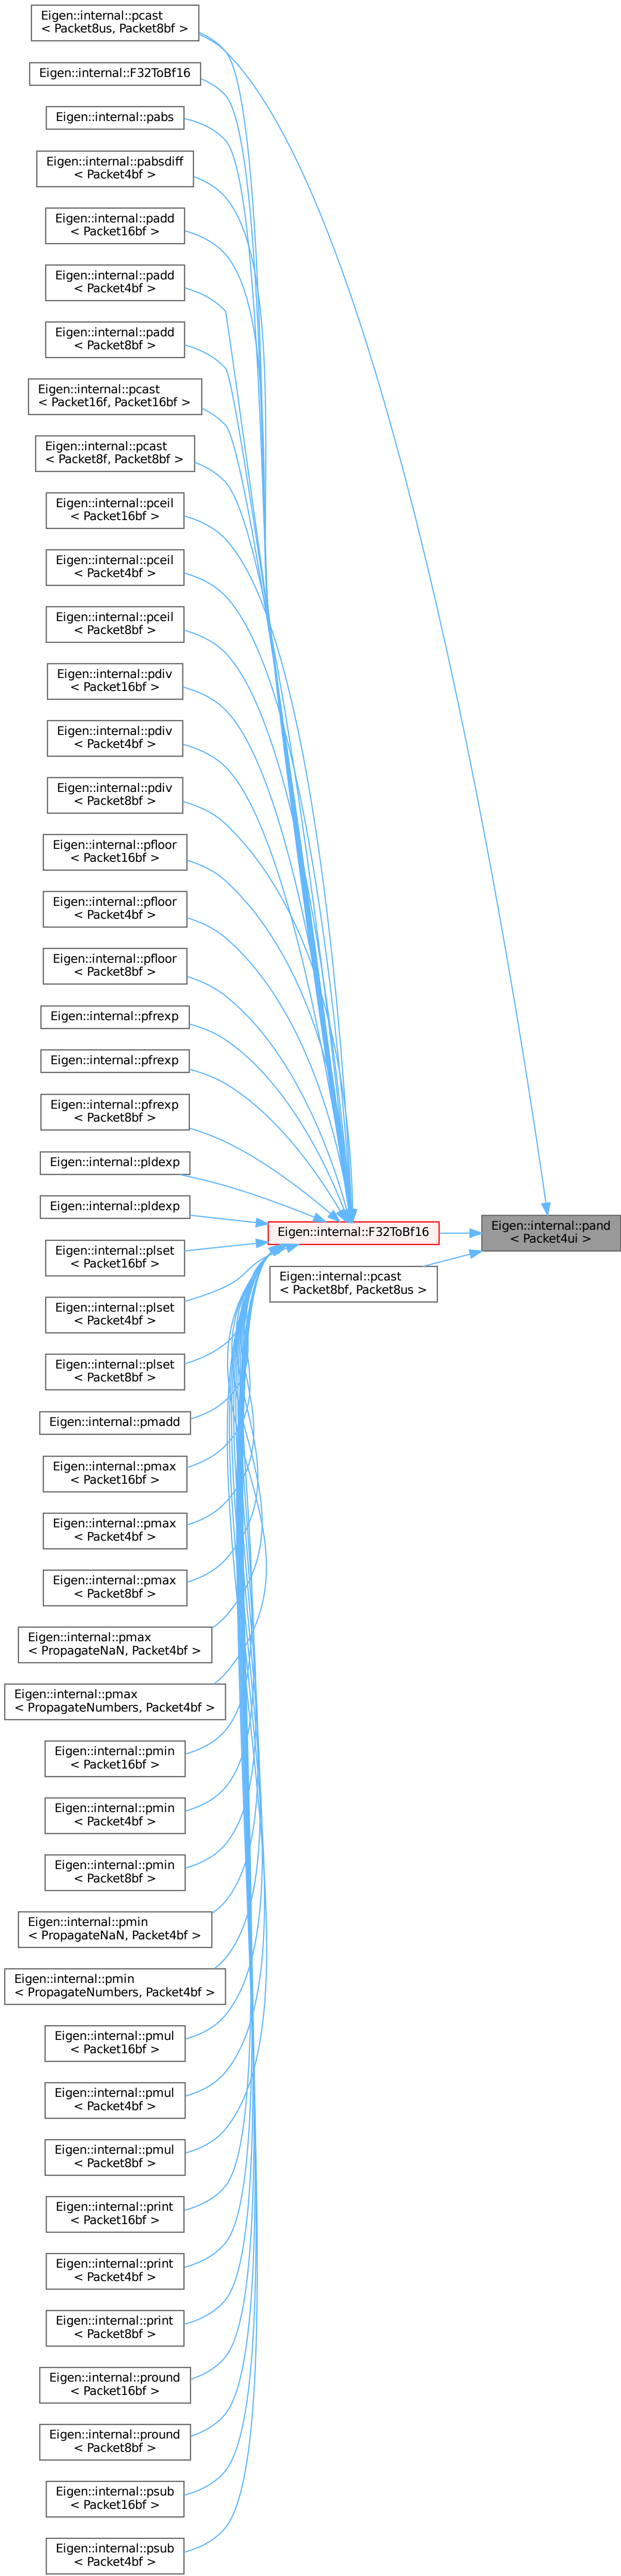 Eigen::internal::pcast
< Packet8us, Packet8bf >
Eigen::internal::F32ToBf16
Eigen::internal::pabs
Eigen::internal::pabsdiff
< Packet4bf >
Eigen::internal::padd
< Packet16bf >
Eigen::internal::padd
< Packet4bf >
Eigen::internal::padd
< Packet8bf >
Eigen::internal::pcast
< Packet16f, Packet16bf >
Eigen::internal::pcast
< Packet8f, Packet8bf >
Eigen::internal::pceil
< Packet16bf >
Eigen::internal::pceil
< Packet4bf >
Eigen::internal::pceil
< Packet8bf >
Eigen::internal::pdiv
< Packet16bf >
Eigen::internal::pdiv
< Packet4bf >
Eigen::internal::pdiv
< Packet8bf >
Eigen::internal::pfloor
< Packet16bf >
Eigen::internal::pfloor
< Packet4bf >
Eigen::internal::pfloor
< Packet8bf >
Eigen::internal::pfrexp
Eigen::internal::pfrexp
Eigen::internal::pfrexp
< Packet8bf >
Eigen::internal::pldexp
Eigen::internal::pldexp
Eigen::internal::F32ToBf16
Eigen::internal::pand
< Packet4ui >
Eigen::internal::pcast
< Packet8bf, Packet8us >
Eigen::internal::plset
< Packet16bf >
Eigen::internal::plset
< Packet4bf >
Eigen::internal::plset
< Packet8bf >
Eigen::internal::pmadd
Eigen::internal::pmax
< Packet16bf >
Eigen::internal::pmax
< Packet4bf >
Eigen::internal::pmax
< Packet8bf >
Eigen::internal::pmax
< PropagateNaN, Packet4bf >
Eigen::internal::pmax
< PropagateNumbers, Packet4bf >
Eigen::internal::pmin
< Packet16bf >
Eigen::internal::pmin
< Packet4bf >
Eigen::internal::pmin
< Packet8bf >
Eigen::internal::pmin
< PropagateNaN, Packet4bf >
Eigen::internal::pmin
< PropagateNumbers, Packet4bf >
Eigen::internal::pmul
< Packet16bf >
Eigen::internal::pmul
< Packet4bf >
Eigen::internal::pmul
< Packet8bf >
Eigen::internal::print
< Packet16bf >
Eigen::internal::print
< Packet4bf >
Eigen::internal::print
< Packet8bf >
Eigen::internal::pround
< Packet16bf >
Eigen::internal::pround
< Packet8bf >
Eigen::internal::psub
< Packet16bf >
Eigen::internal::psub
< Packet4bf >